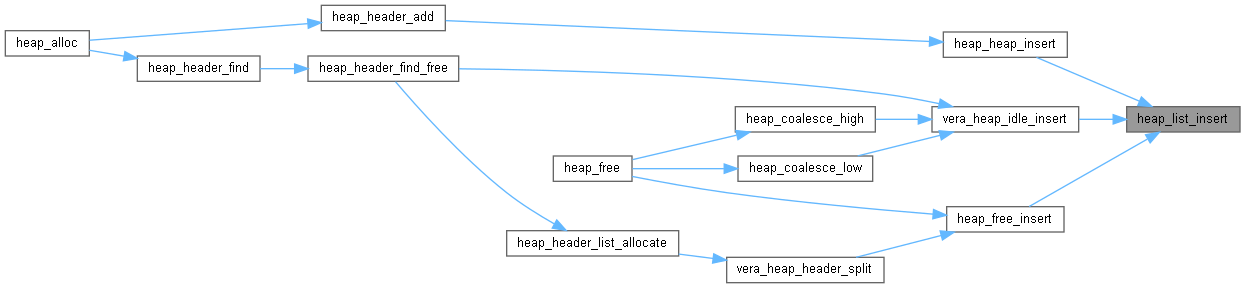 heap_alloc
heap_header_add
heap_header_find
heap_header_find_free
heap_heap_insert
heap_coalesce_high
vera_heap_idle_insert
heap_list_insert
heap_free
heap_coalesce_low
heap_free_insert
heap_header_list_allocate
vera_heap_header_split